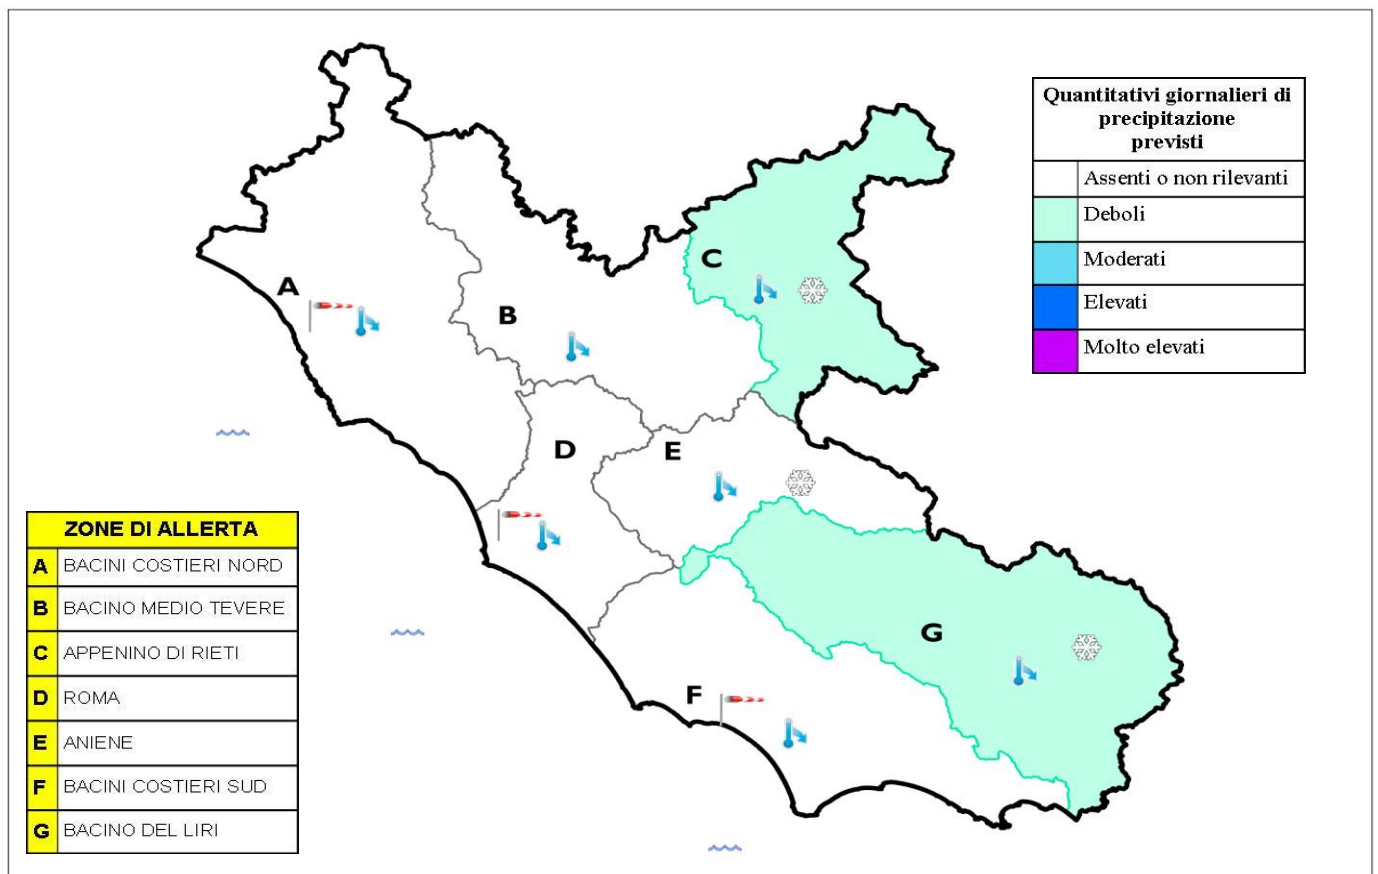 Quantitativi giornalieri di
precipitazione
previsti
Assenti o non rilevanti
Deboli
Moderati
Elevati
Molto elevati
A
B
C
D
E
F
G
ZONE DI ALLERTA
A BACINI COSTIERI NORD
B BACINO MEDIO TEVERE
C APPENINO DI RIETI
D ROMA
E ANIENE
F BACINI COSTIERI SUD
G BACINO DEL LIRI